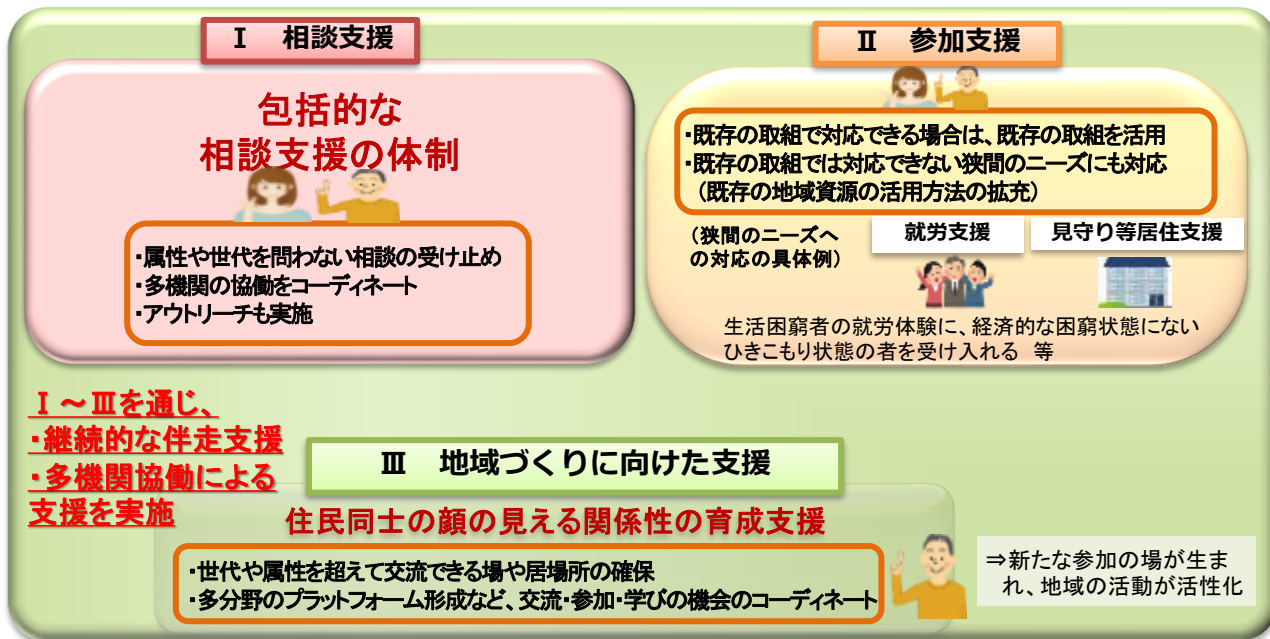 Ⅰ　相談支援
包括的な
相談支援の体制
・属性や世代を問わない相談の受け止め
・多機関の協働をコーディネート
・アウトリーチも実施
Ⅱ　参加支援
・既存の取組で対応できる場合は、既存の取組を活用
・既存の取組では対応できない狭間のニーズにも対応
（既存の地域資源の活用方法の拡充）
（狭間のニーズへ
の対応の具体例）
就労支援
見守り等居住支援
生活困窮者の就労体験に、経済的な困窮状態にない
ひきこもり状態の者を受け入れる　等
Ⅰ～Ⅲを通じ、
・継続的な伴走支援
・多機関協働による
支援を実施
Ⅲ　地域づくりに向けた支援
住民同士の顔の見える関係性の育成支援
・世代や属性を超えて交流できる場や居場所の確保
・多分野のプラットフォーム形成など、交流・参加・学びの機会のコーディネート
⇒新たな参加の場が生ま
れ、地域の活動が活性化